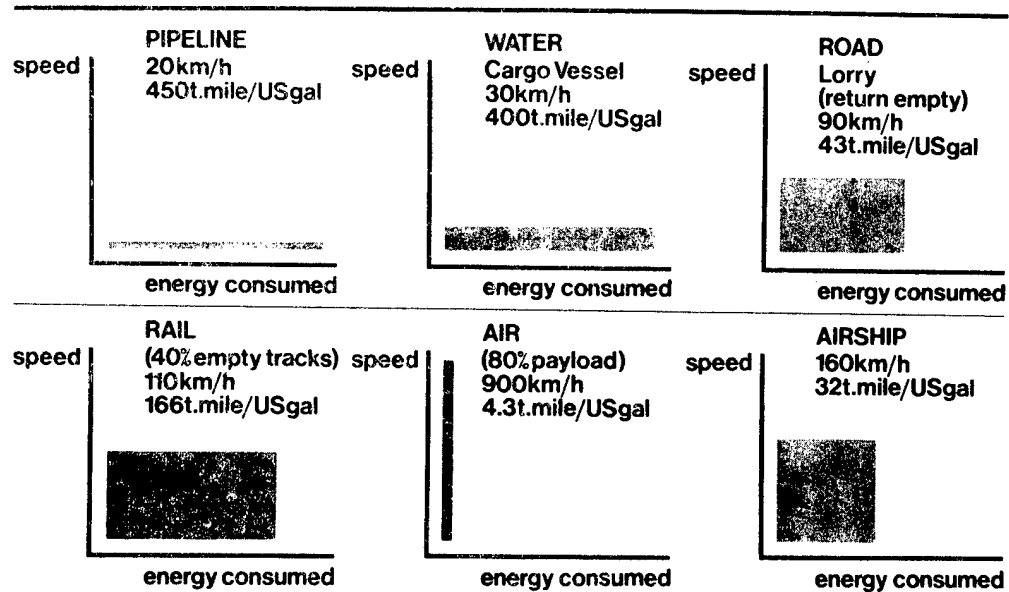 PIPELINE
20km/h
450t.mile/USgal
speed
energy consumed
WATER
Cargo Vessel
30km/h
400t.mile/USgal
speed
energy consumed
ROAD
Lorry
(return empty)
90km/h
43t.mile/USgal
speed
energy consumed
RAIL
(40% empty tracks)
110km/h
166t.mile/USgal
speed
energy consumed
AIR
(80% payload)
900km/h
4.3t.mile/USgal
speed
energy consumed
AIRSHIP
160km/h
32t.mile/USgal
speed
energy consumed